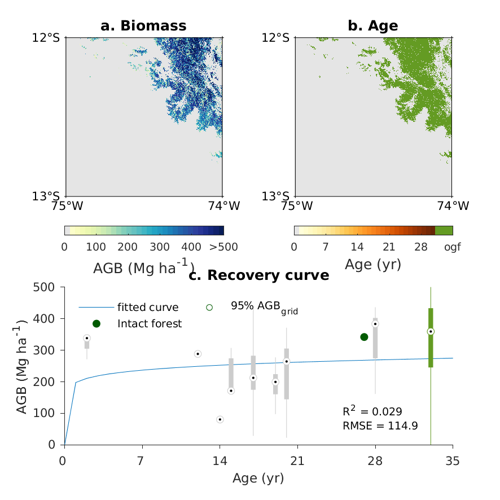 a. Biomass
12°S
13°S
75°W
74°W
0 100 200 300 400 >500
AGB (Mg ha⁻¹)
b. Age
12°S
13°S
75°W
74°W
0 7 14 21 28 ogf
Age (yr)
c. Recovery curve
500
400
300
200
100
0
AGB (Mg ha⁻¹)
fitted curve
95% AGB_grid
Intact forest
R² = 0.029
RMSE = 114.9
0 7 14 21 28 35
Age (yr)